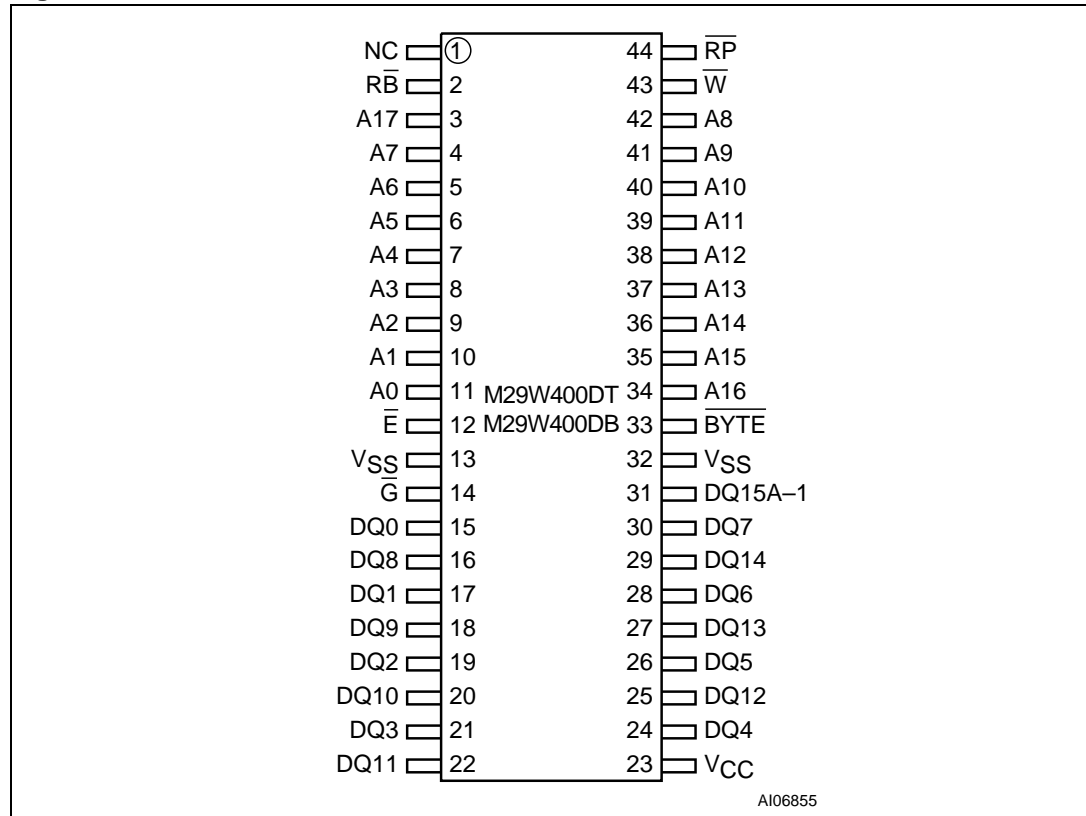 NC 1 44 R̅P̅
RB̅ 2 43 W̅
A17 3 42 A8
A7 4 41 A9
A6 5 40 A10
A5 6 39 A11
A4 7 38 A12
A3 8 37 A13
A2 9 36 A14
A1 10 35 A15
A0 11 M29W400DT 34 A16
E̅ 12 M29W400DB 33 B̅Y̅T̅E̅
VSS 13 32 VSS
G̅ 14 31 DQ15A–1
DQ0 15 30 DQ7
DQ8 16 29 DQ14
DQ1 17 28 DQ6
DQ9 18 27 DQ13
DQ2 19 26 DQ5
DQ10 20 25 DQ12
DQ3 21 24 DQ4
DQ11 22 23 VCC
AI06855